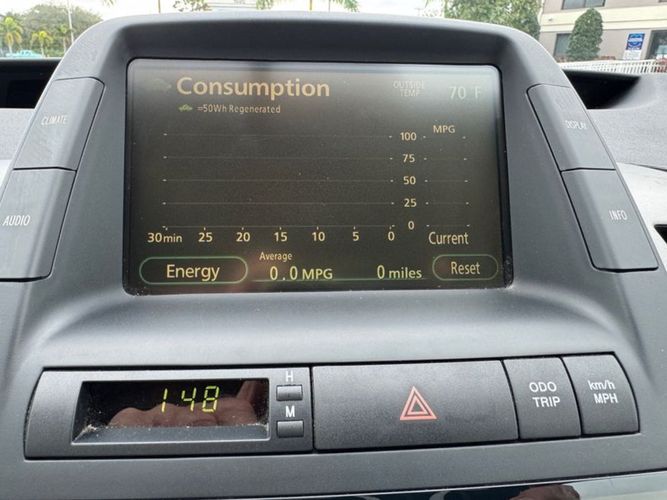 Consumption
OUTSIDE TEMP 70 F
=50Wh Regenerated
CLIMATE
DISPLAY
100 MPG
75
50
25
0
AUDIO
INFO
30min 25 20 15 10 5 0 Current
Average
Energy 0.0 MPG 0 miles Reset
148
H
M
ODO TRIP
km/h MPH